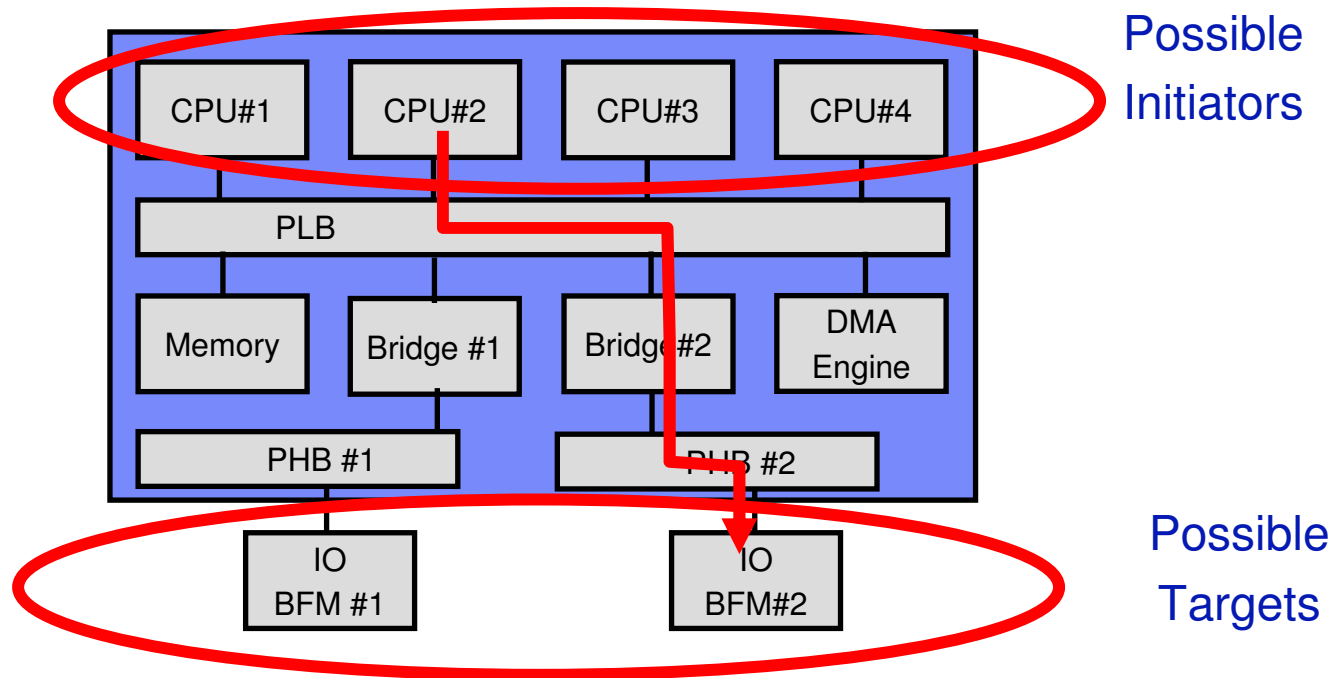 Possible
Initiators
CPU#1
CPU#2
CPU#3
CPU#4
PLB
Memory
Bridge #1
Bridge#2
DMA
Engine
PHB #1
PHB #2
Possible
Targets
IO
BFM #1
IO
BFM#2